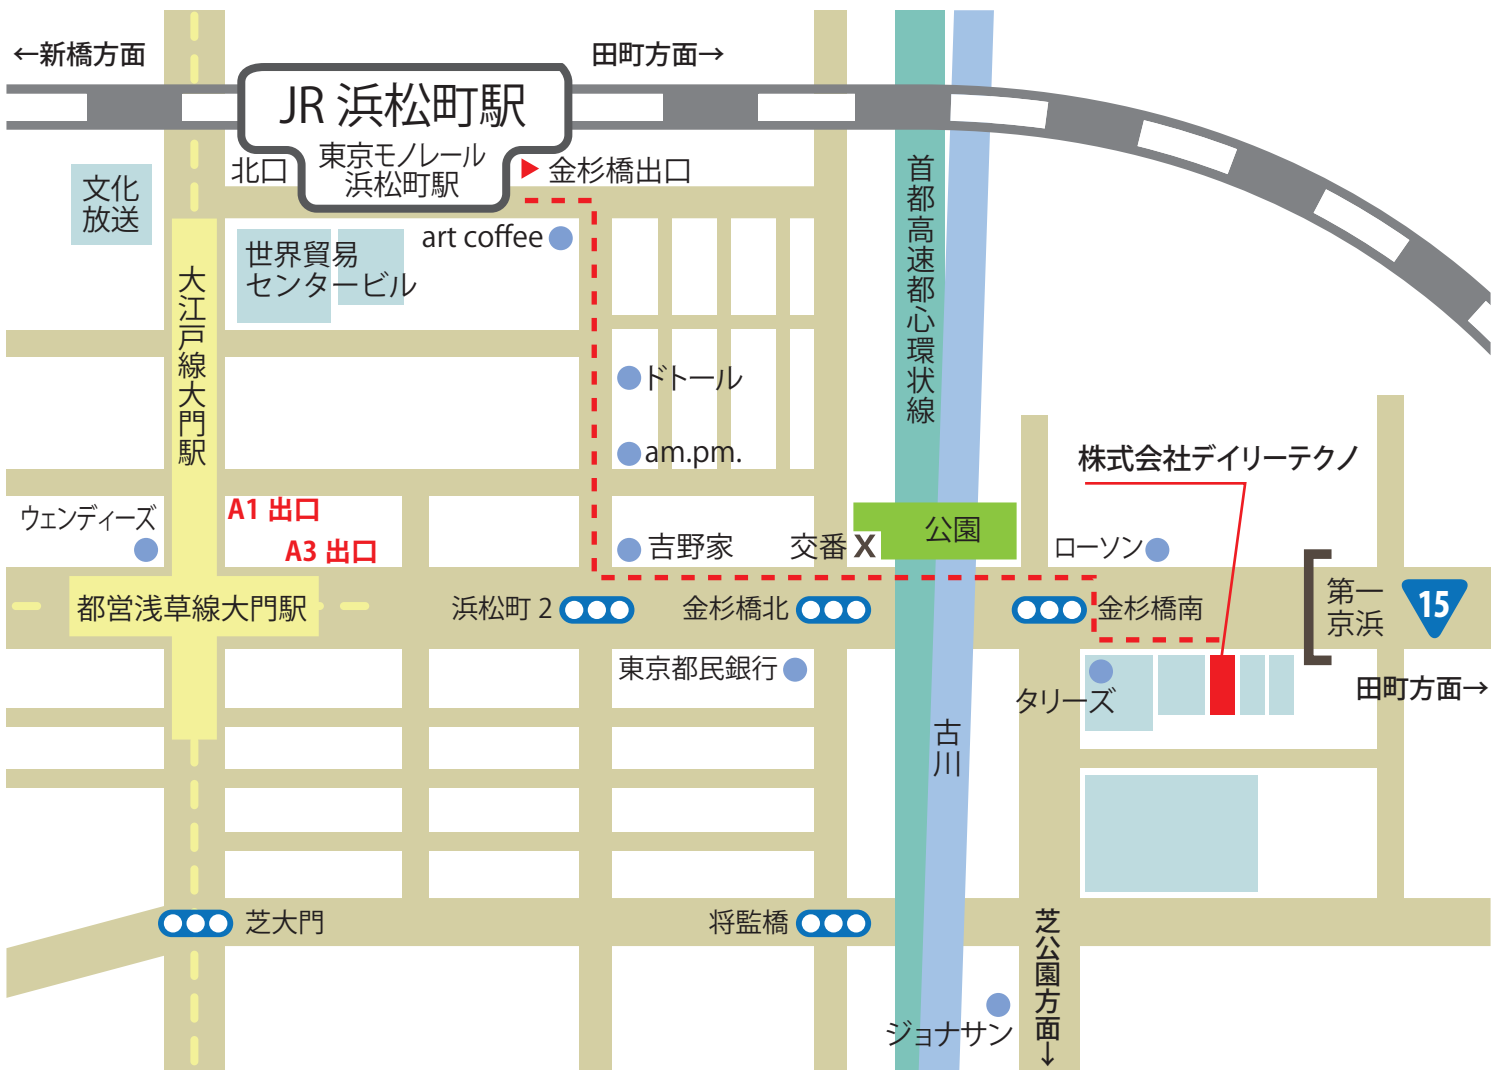 ←新橋方面
田町方面→
JR 浜松町駅
東京モノレール
浜松町駅
北口
金杉橋出口
文化
放送
art coffee
世界貿易
センタービル
大江戸線大門駅
首都高速都心環状線
ドトール
am.pm.
株式会社デイリーテクノ
A1 出口
A3 出口
ウェンディーズ
吉野家
交番 X
公園
ローソン
都営浅草線大門駅
浜松町 2
金杉橋北
金杉橋南
第一
京浜
15
東京都民銀行
タリーズ
田町方面→
古川
芝大門
将監橋
芝公園方面→
ジョナサン